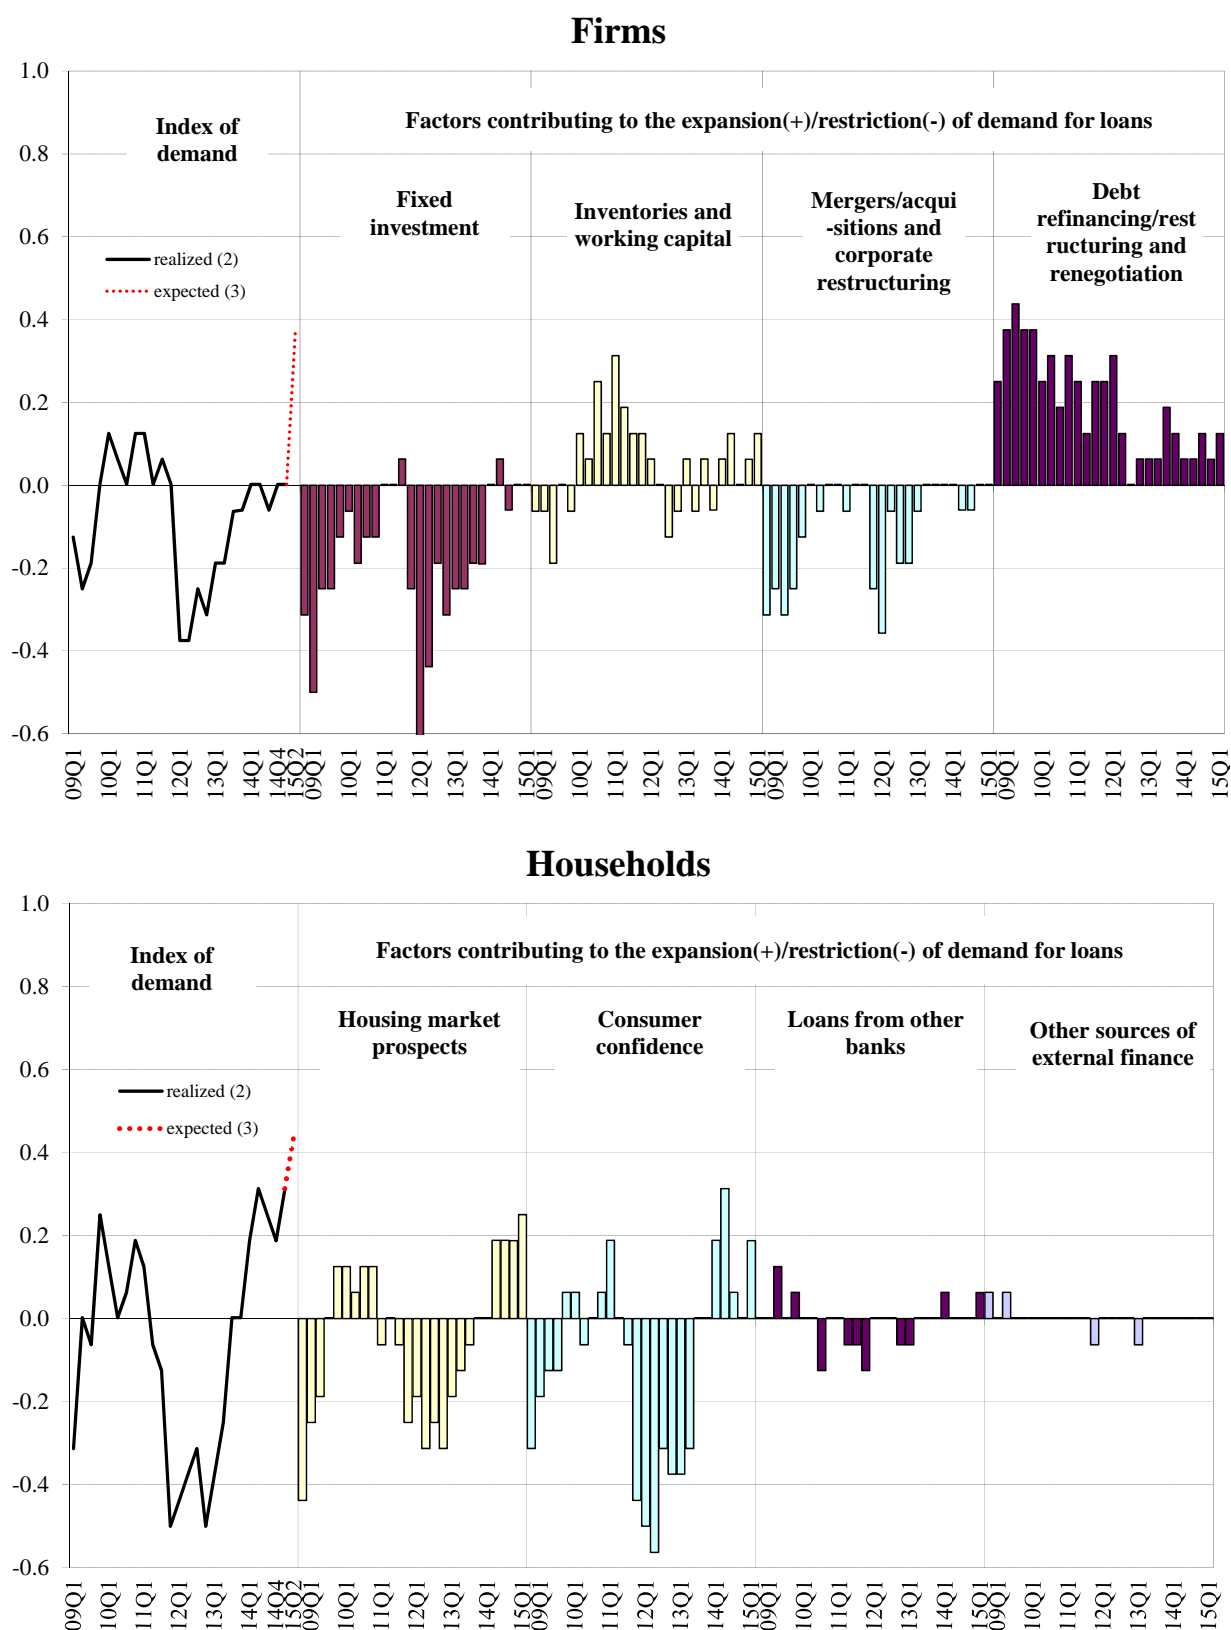 Firms
1.0
0.8
0.6
0.4
0.2
0.0
-0.2
-0.4
-0.6
Index of
demand
Factors contributing to the expansion(+)/restriction(-) of demand for loans
Fixed
investment
Inventories and
working capital
Mergers/acqui
-sitions and
corporate
restructuring
Debt
refinancing/rest
ructuring and
renegotiation
realized (2)
expected (3)
09Q1
10Q1
11Q1
12Q1
13Q1
14Q1
14Q4
15Q2
09Q1
10Q1
11Q1
12Q1
13Q1
14Q1
15Q1
09Q1
10Q1
11Q1
12Q1
13Q1
14Q1
15Q1
09Q1
10Q1
11Q1
12Q1
13Q1
14Q1
15Q1
09Q1
10Q1
11Q1
12Q1
13Q1
14Q1
15Q1
Households
1.0
0.8
0.6
0.4
0.2
0.0
-0.2
-0.4
-0.6
Index of
demand
Factors contributing to the expansion(+)/restriction(-) of demand for loans
Housing market
prospects
Consumer
confidence
Loans from other
banks
Other sources of
external finance
realized (2)
expected (3)
09Q1
10Q1
11Q1
12Q1
13Q1
14Q1
14Q4
15Q2
09Q1
10Q1
11Q1
12Q1
13Q1
14Q1
15Q1
09Q1
10Q1
11Q1
12Q1
13Q1
14Q1
15Q1
09Q1
10Q1
11Q1
12Q1
13Q1
14Q1
15Q1
09Q1
10Q1
11Q1
12Q1
13Q1
14Q1
15Q1